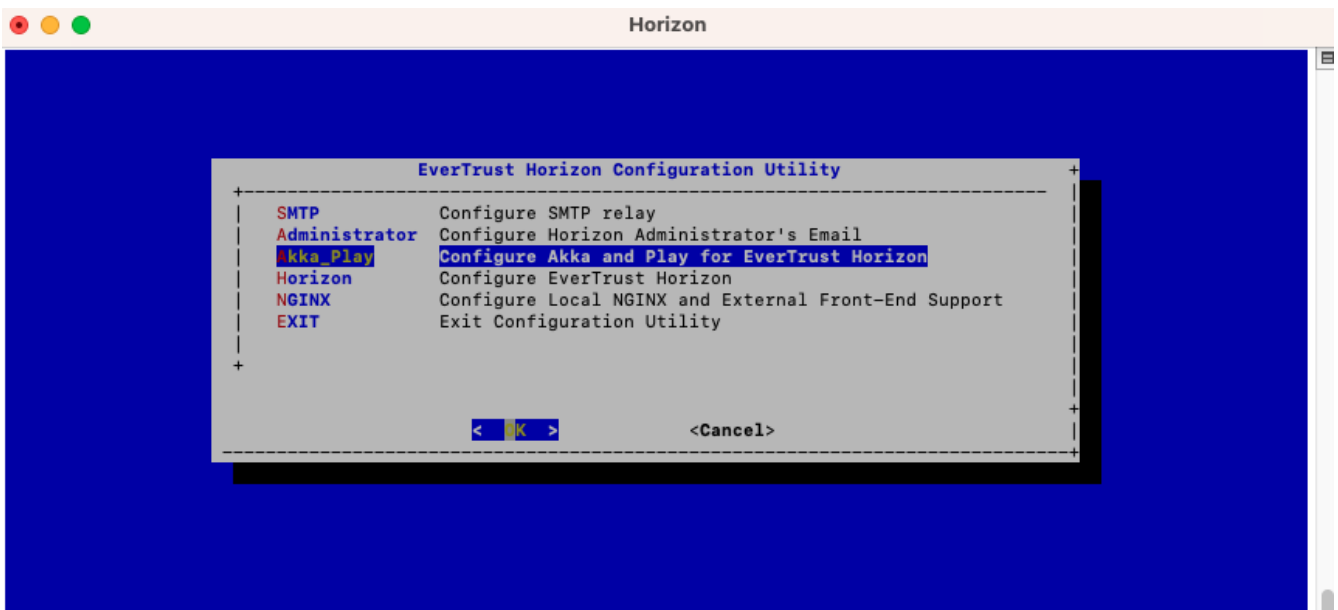 Horizon
EverTrust Horizon Configuration Utility
SMTP Configure SMTP relay
Administrator Configure Horizon Administrator's Email
Akka_Play Configure Akka and Play for EverTrust Horizon
Horizon Configure EverTrust Horizon
NGINX Configure Local NGINX and External Front-End Support
EXIT Exit Configuration Utility
< OK > <Cancel>